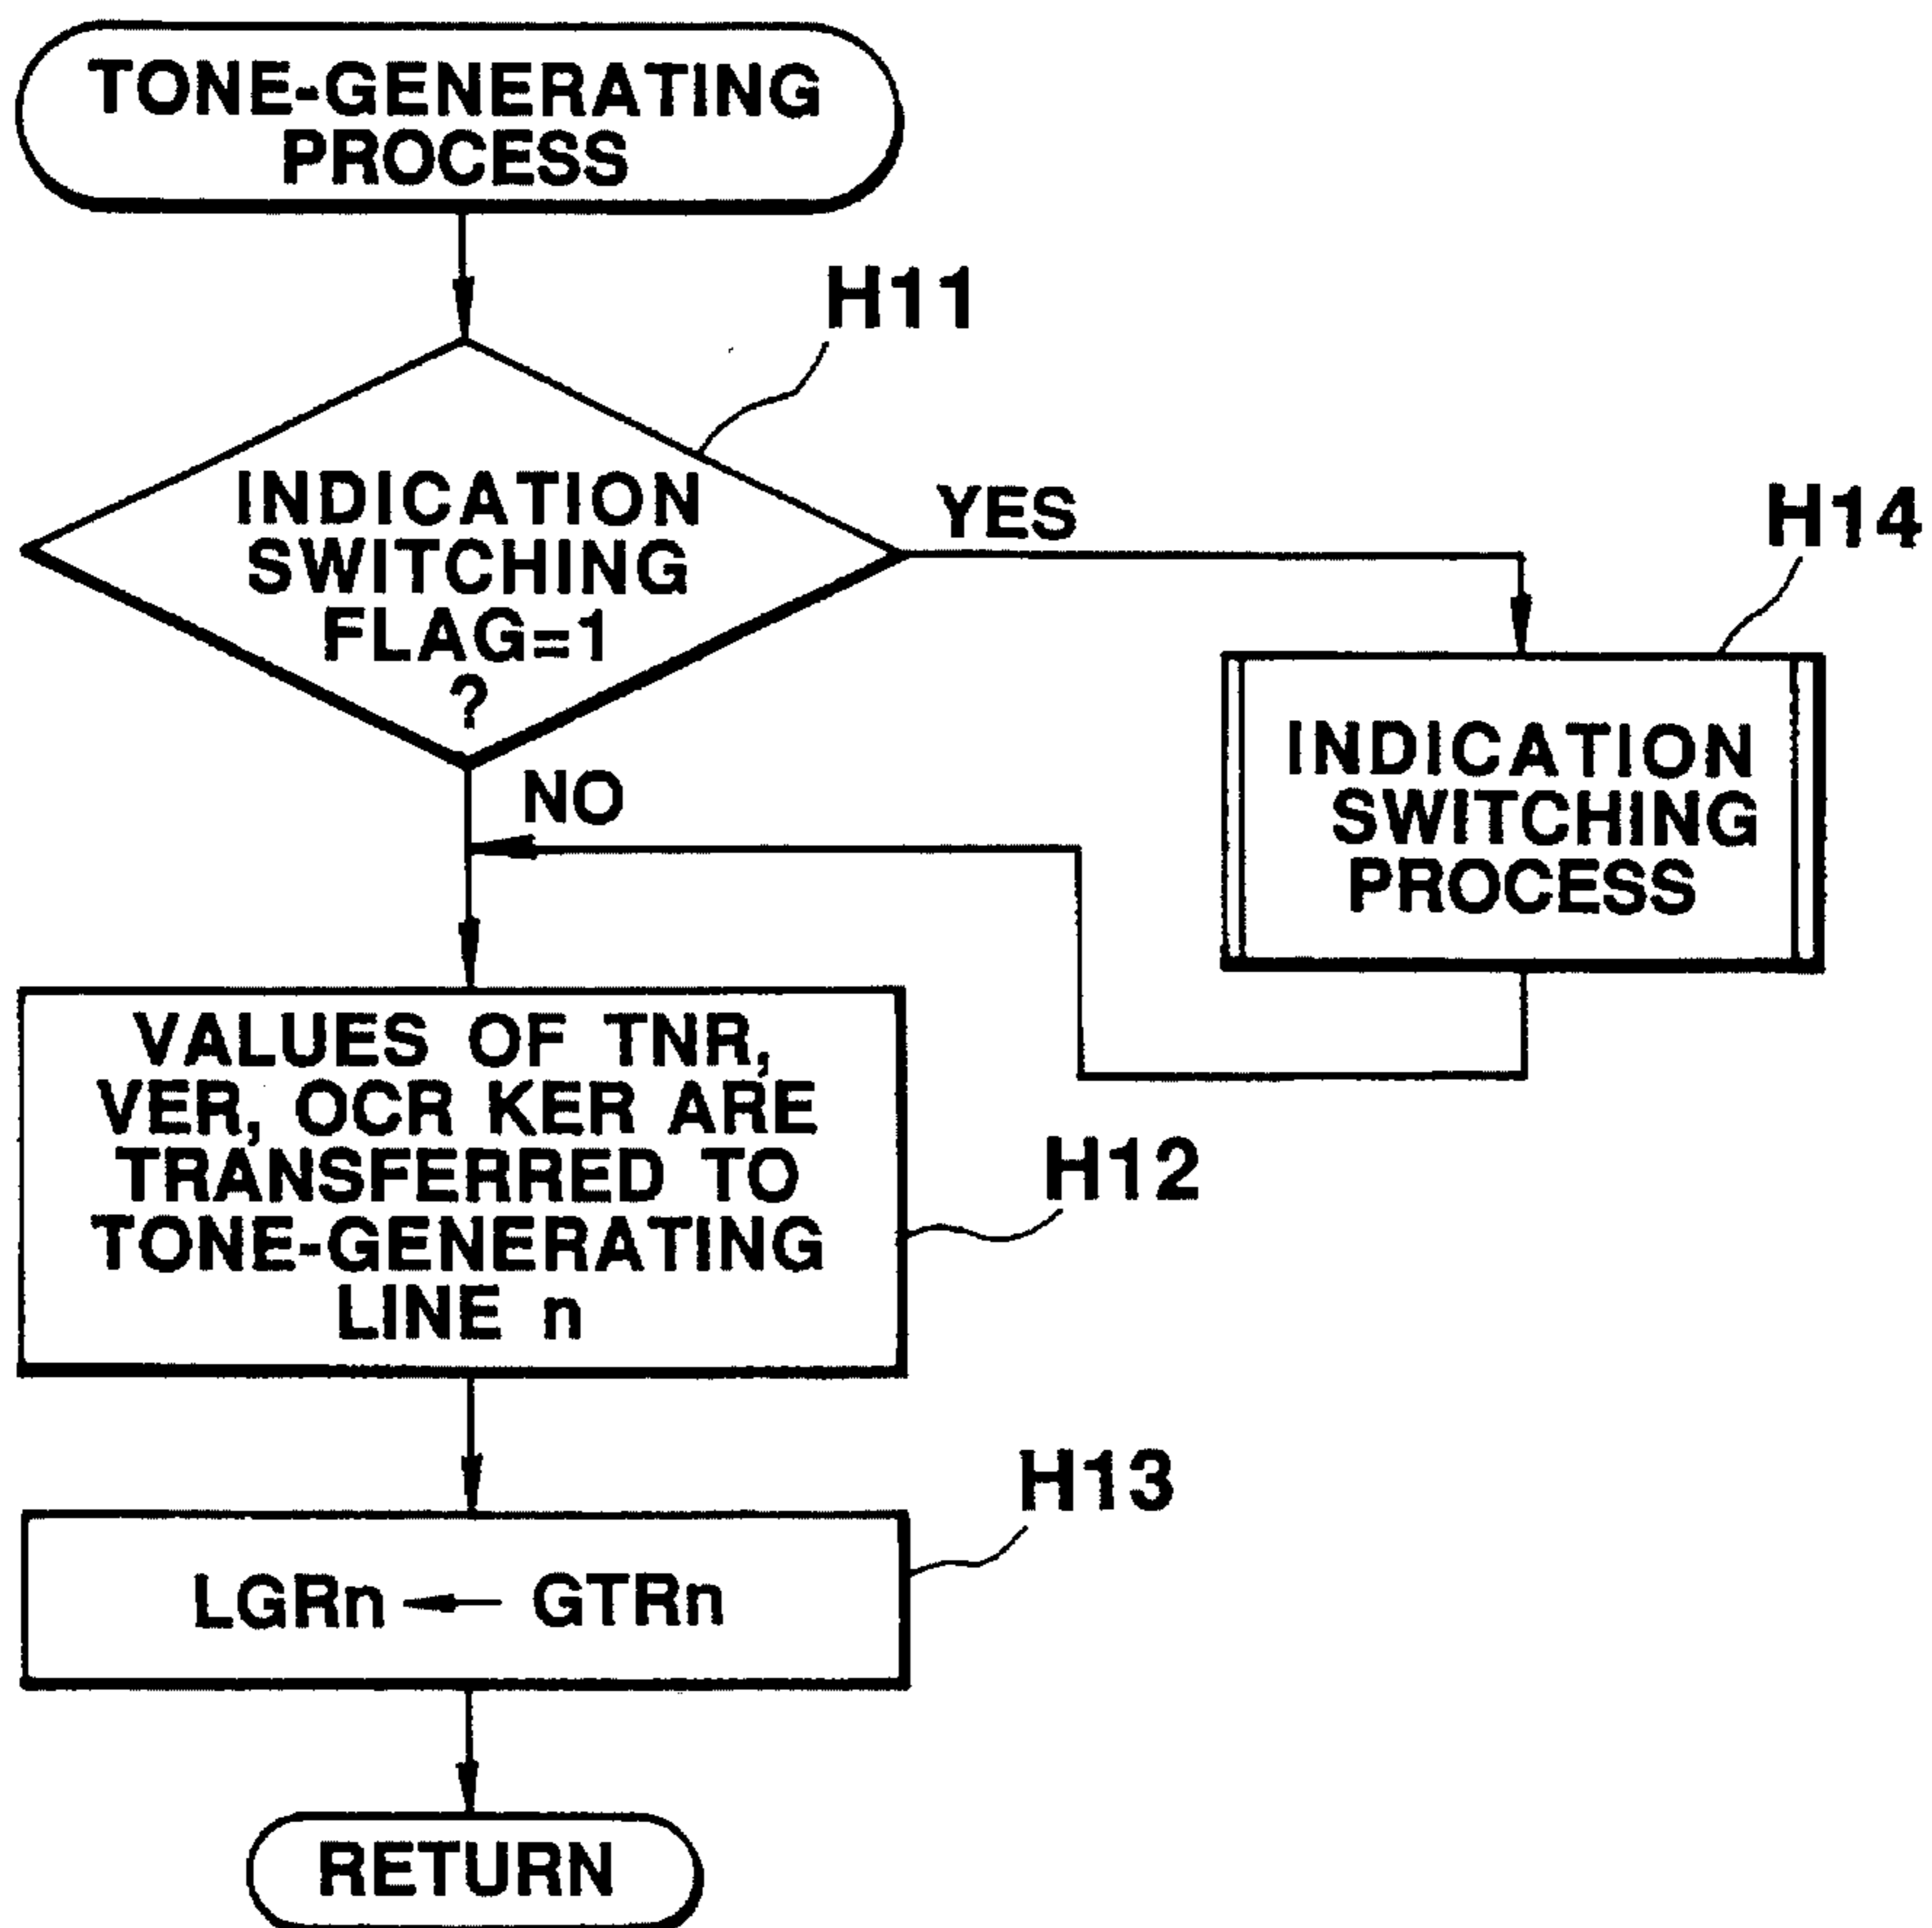 TONE-GENERATING
PROCESS
H11
INDICATION
SWITCHING
FLAG=1
?
YES
H14
INDICATION
SWITCHING
PROCESS
NO
VALUES OF TNR,
VER, OCR KER ARE
TRANSFERRED TO
TONE-GENERATING
LINE n
H12
H13
LGRn ← GTRn
RETURN